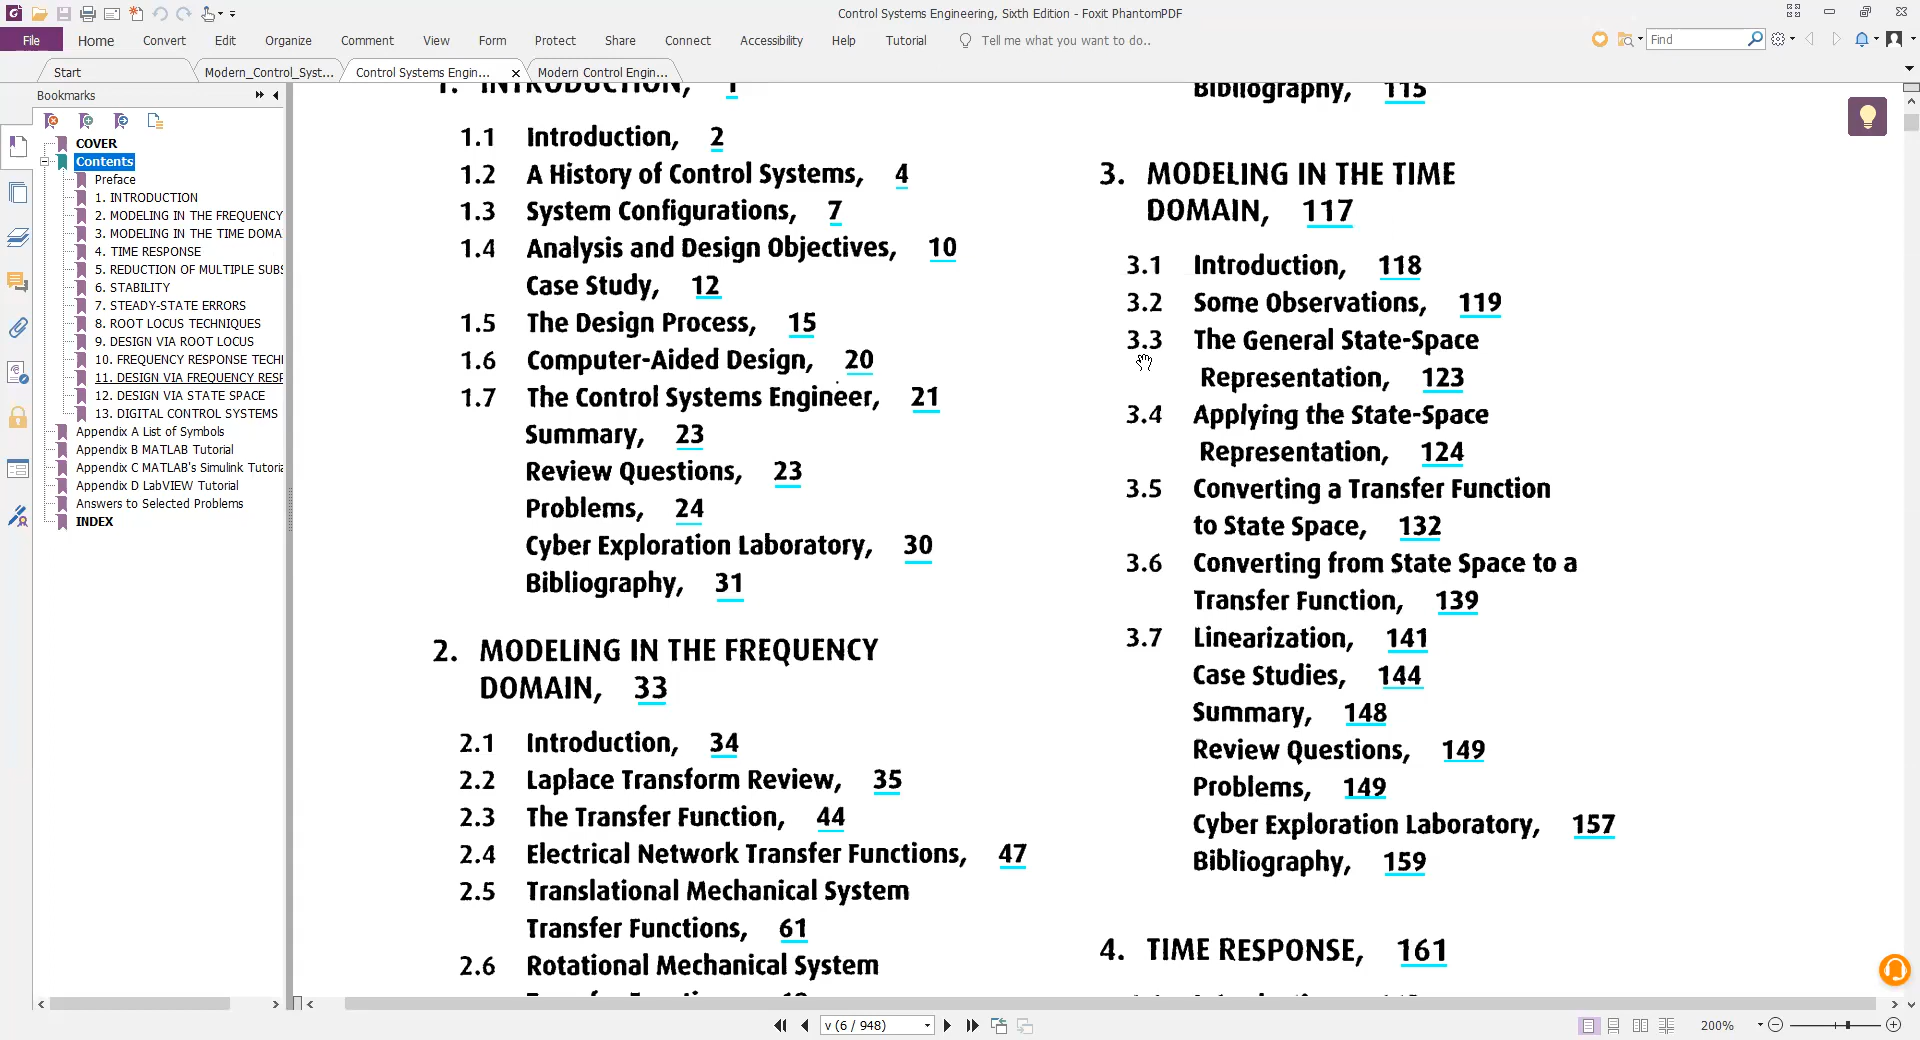 Control Systems Engineering, Sixth Edition - Foxit PhantomPDF
File Home Convert Edit Organize Comment View Form Protect Share Connect Accessibility Help Tutorial Tell me what you want to do.. Find
Start Modern_Control_Syst... Control Systems Engin... Modern Control Engin...
Bookmarks
COVER
Contents
Preface
1. INTRODUCTION
2. MODELING IN THE FREQUENCY
3. MODELING IN THE TIME DOMA
4. TIME RESPONSE
5. REDUCTION OF MULTIPLE SUBS
6. STABILITY
7. STEADY-STATE ERRORS
8. ROOT LOCUS TECHNIQUES
9. DESIGN VIA ROOT LOCUS
10. FREQUENCY RESPONSE TECH
11. DESIGN VIA FREQUENCY RESP
12. DESIGN VIA STATE SPACE
13. DIGITAL CONTROL SYSTEMS
Appendix A List of Symbols
Appendix B MATLAB Tutorial
Appendix C MATLAB's Simulink Tutoria
Appendix D LabVIEW Tutorial
Answers to Selected Problems
INDEX
1. INTRODUCTION, 1
1.1 Introduction, 2
1.2 A History of Control Systems, 4
1.3 System Configurations, 7
1.4 Analysis and Design Objectives, 10
Case Study, 12
1.5 The Design Process, 15
1.6 Computer-Aided Design, 20
1.7 The Control Systems Engineer, 21
Summary, 23
Review Questions, 23
Problems, 24
Cyber Exploration Laboratory, 30
Bibliography, 31
2. MODELING IN THE FREQUENCY
DOMAIN, 33
2.1 Introduction, 34
2.2 Laplace Transform Review, 35
2.3 The Transfer Function, 44
2.4 Electrical Network Transfer Functions, 47
2.5 Translational Mechanical System
Transfer Functions, 61
2.6 Rotational Mechanical System
Bibliography, 115
3. MODELING IN THE TIME
DOMAIN, 117
3.1 Introduction, 118
3.2 Some Observations, 119
3.3 The General State-Space
Representation, 123
3.4 Applying the State-Space
Representation, 124
3.5 Converting a Transfer Function
to State Space, 132
3.6 Converting from State Space to a
Transfer Function, 139
3.7 Linearization, 141
Case Studies, 144
Summary, 148
Review Questions, 149
Problems, 149
Cyber Exploration Laboratory, 157
Bibliography, 159
4. TIME RESPONSE, 161
v (6 / 948) 200%